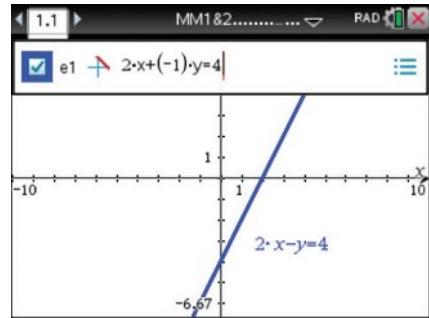 1.1 MM1&2......... ... RAD
e1 2·x+(-1)·y=4
1
x
-10 1 10
2· x-y=4
-6.67